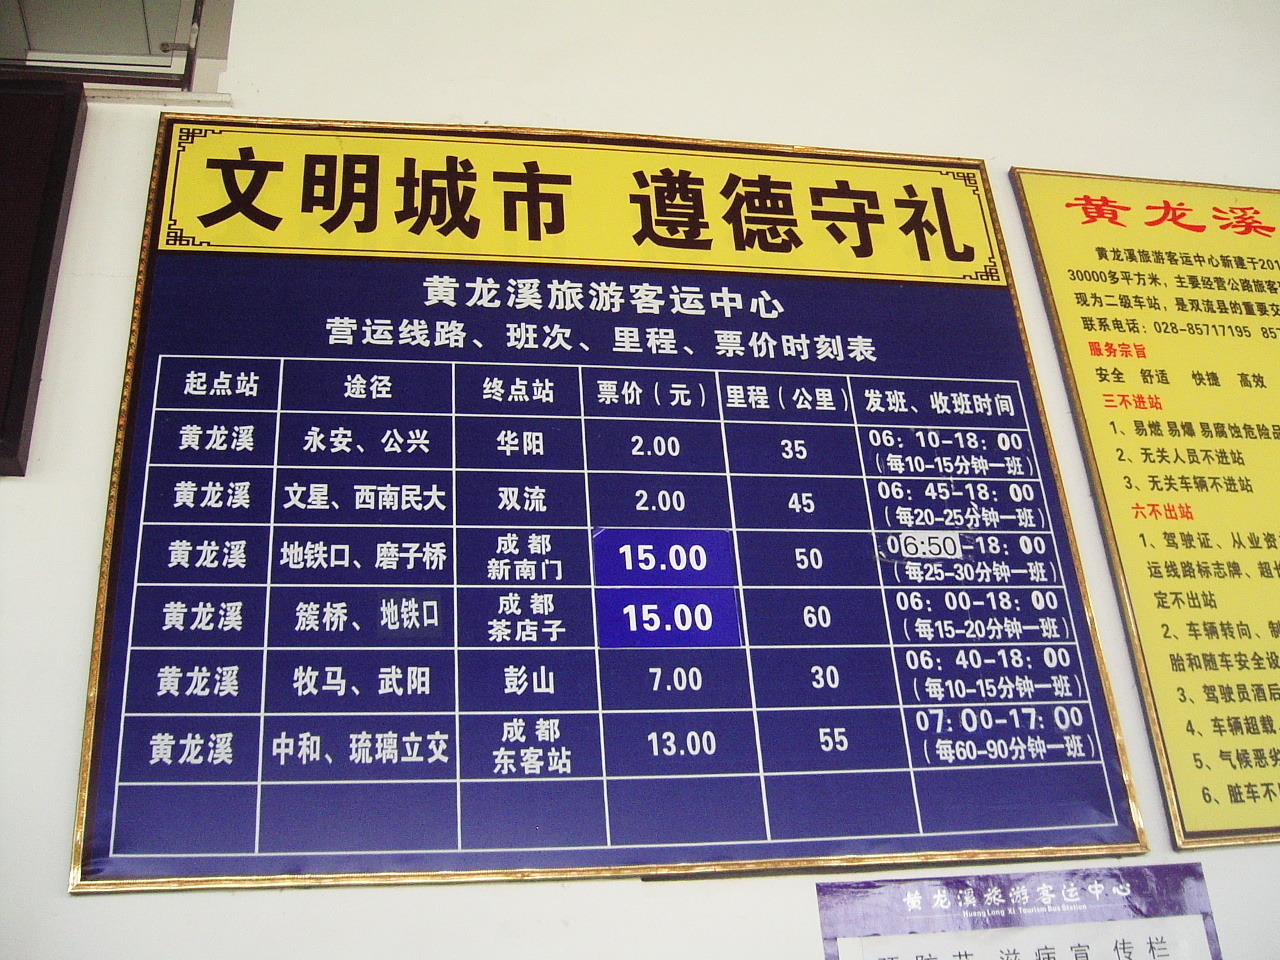 文明城市 遵德守礼
黄龙溪旅游客运中心
营运线路、班次、里程、票价时刻表
起点站 途径 终点站 票价（元） 里程（公里） 发班、收班时间
黄龙溪 永安、公兴 华阳 2.00 35 06：10-18：00
（每10-15分钟一班）
黄龙溪 文星、西南民大 双流 2.00 45 06：45-18：00
（每20-25分钟一班）
黄龙溪 地铁口、磨子桥 成都 新南门 15.00 50 06:50-18：00
（每25-30分钟一班）
黄龙溪 簇桥、地铁口 成都 茶店子 15.00 60 06：00-18：00
（每15-20分钟一班）
黄龙溪 牧马、武阳 彭山 7.00 30 06：40-18：00
（每10-15分钟一班）
黄龙溪 中和、琉璃立交 成都 东客站 13.00 55 07：00-17：00
（每60-90分钟一班）
黄龙溪
黄龙溪旅游客运中心新建于201
30000多平方米，主要经营公路旅客
现为二级车站，是双流县的重要交
联系电话：028-85717195 857
服务宗旨
安全 舒适 快捷 高效
三不进站
1、易燃易爆易腐蚀危险品
2、无关人员不进站
3、无关车辆不进站
六不出站
1、驾驶证、从业资
运线路标志牌、超长
定不出站
2、车辆转向、制
胎和随车安全设
3、驾驶员酒后
4、车辆超载
5、气候恶劣
6、脏车不
黄龙溪旅游客运中心
Huang Long Xi Tourism Bus Station